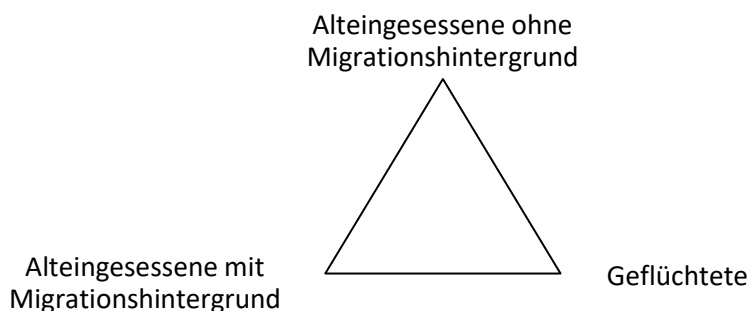 Alteingesessene ohne
Migrationshintergrund
Alteingesessene mit
Migrationshintergrund
Geflüchtete